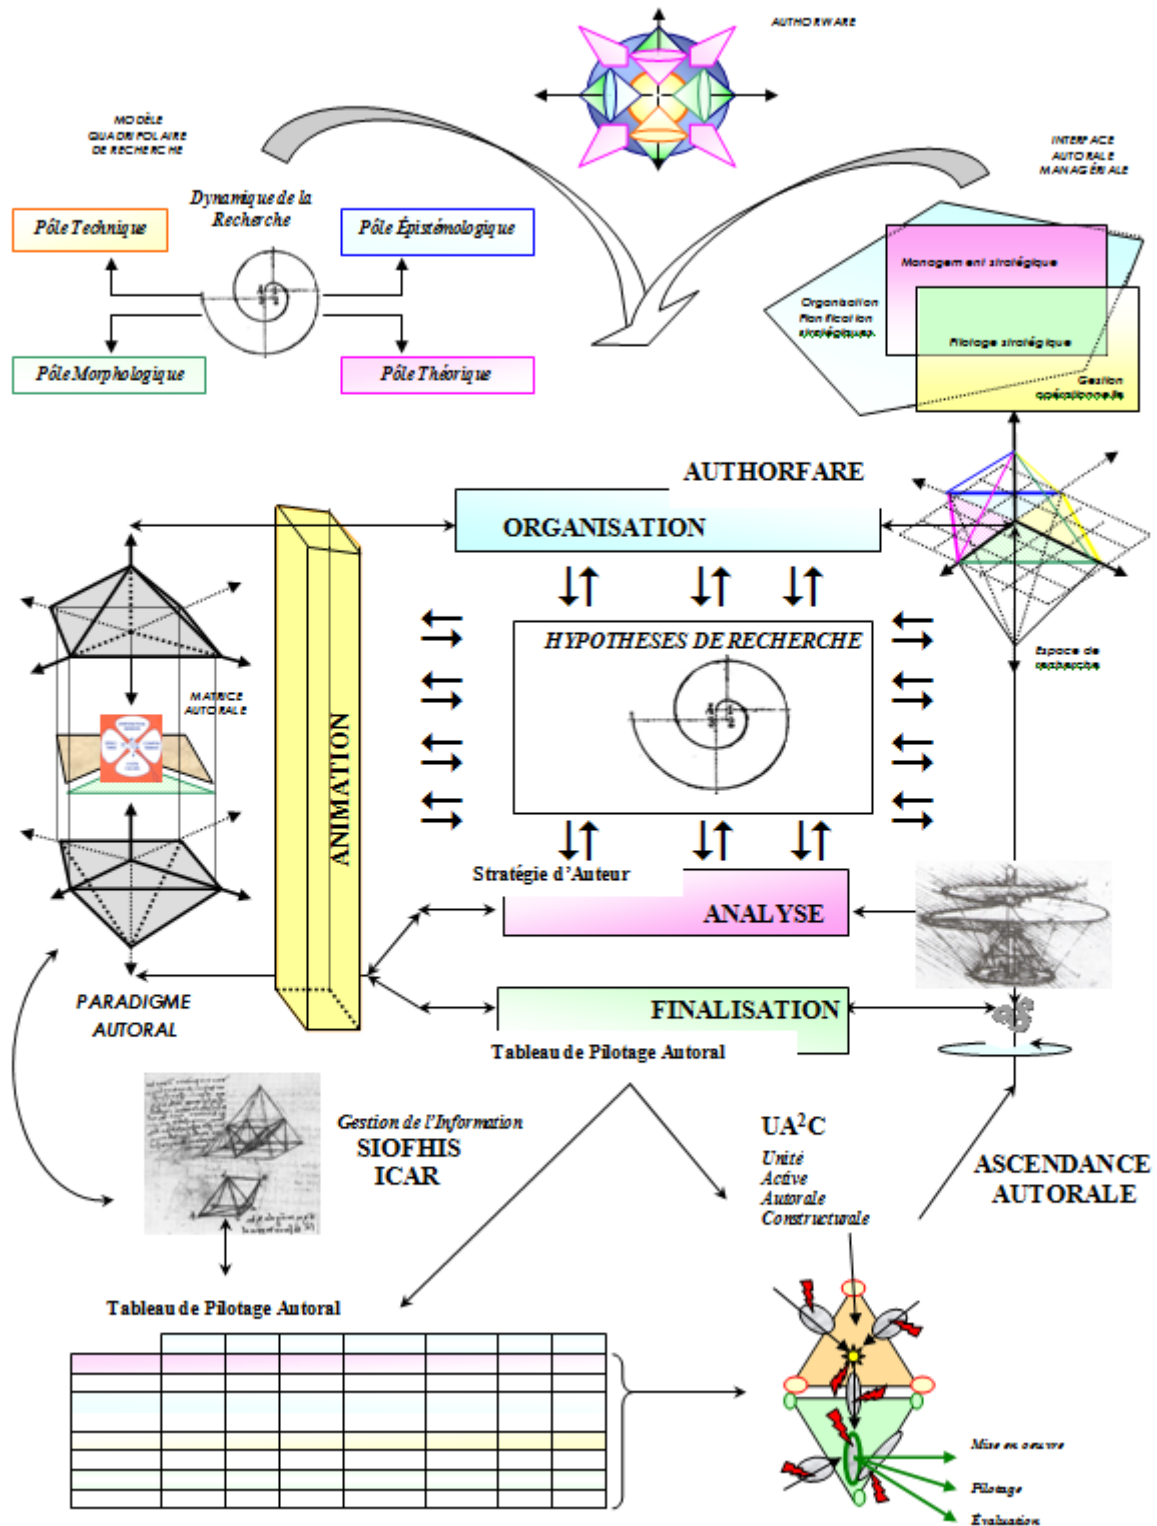 AUTHORWARE
MODÈLE
QUADRIPOLAIRE
DE RECHERCHE
INTERFACE
AUTORALE
MANAGÉRIALE
Dynamique de la
Recherche
Pôle Technique
Pôle Épistémologique
Pôle Morphologique
Pôle Théorique
Management stratégique
Organisation
Planification
stratégiques
Pilotage stratégique
Gestion
opérationnelle
AUTHORFARE
ORGANISATION
HYPOTHESES DE RECHERCHE
Espace de
recherche
MATRICE
AUTORALE
ANIMATION
Stratégie d'Auteur
ANALYSE
PARADIGME
AUTORAL
FINALISATION
Tableau de Pilotage Autoral
Gestion de l'Information
SIOFHIS
ICAR
UA²C
Unité
Active
Autorale
Constructurale
ASCENDANCE
AUTORALE
Tableau de Pilotage Autoral
Mise en oeuvre
Pilotage
Évaluation